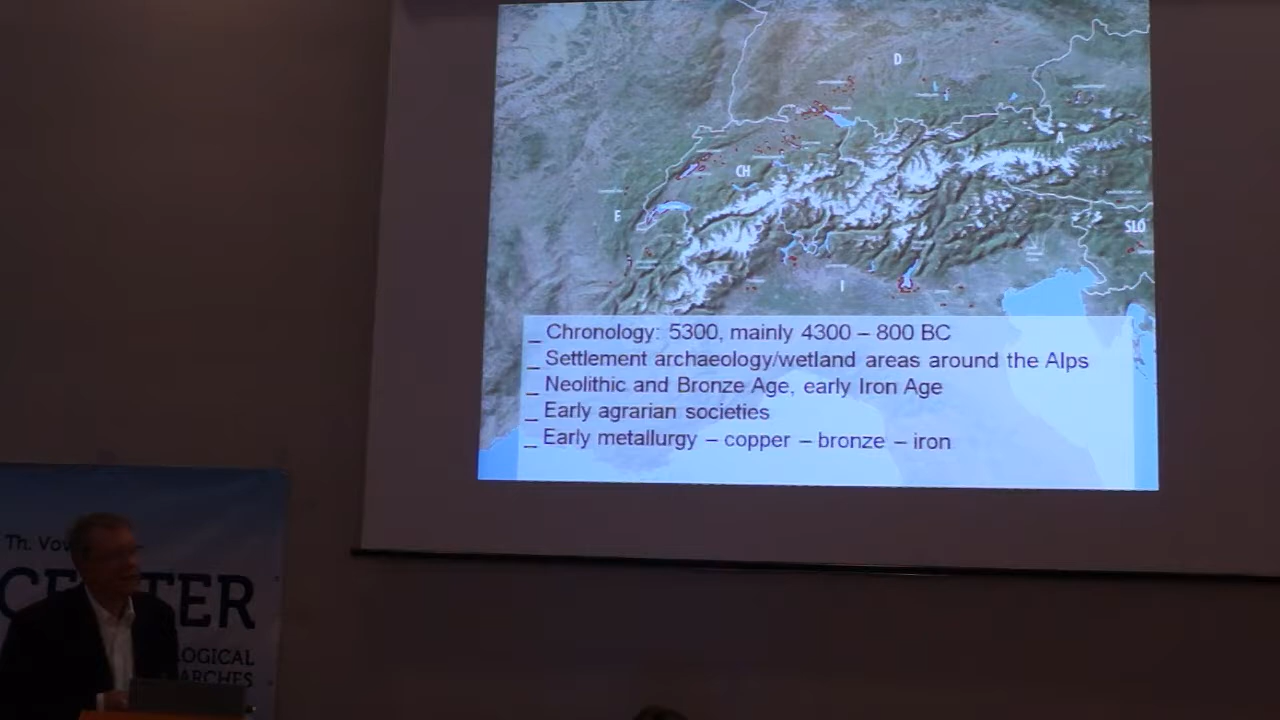 D
A
CH
F
SLO
I
_ Chronology: 5300, mainly 4300 – 800 BC
_ Settlement archaeology/wetland areas around the Alps
_ Neolithic and Bronze Age, early Iron Age
_ Early agrarian societies
_ Early metallurgy – copper – bronze – iron
Th.